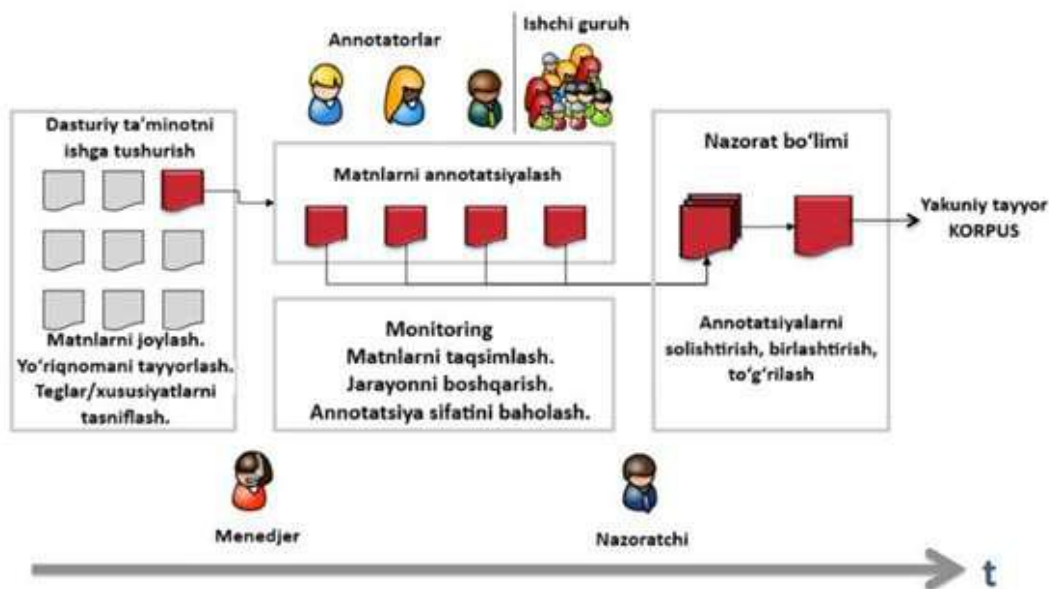 Annotatorlar
Ishchi guruh
Dasturiy ta'minotni
ishga tushurish
Matnlarni joylash.
Yo'riqnomani tayyorlash.
Teglar/xususiyatlarni
tasniflash.
Matnlarni annotatsiyalash
Monitoring
Matnlarni taqsimlash.
Jarayonni boshqarish.
Annotatsiya sifatini baholash.
Nazorat bo'limi
Annotatsiyalarni
solishtirish, birlashtirish,
to'g'rilash
Yakuniy tayyor
KORPUS
Menedjer
Nazoratchi
t